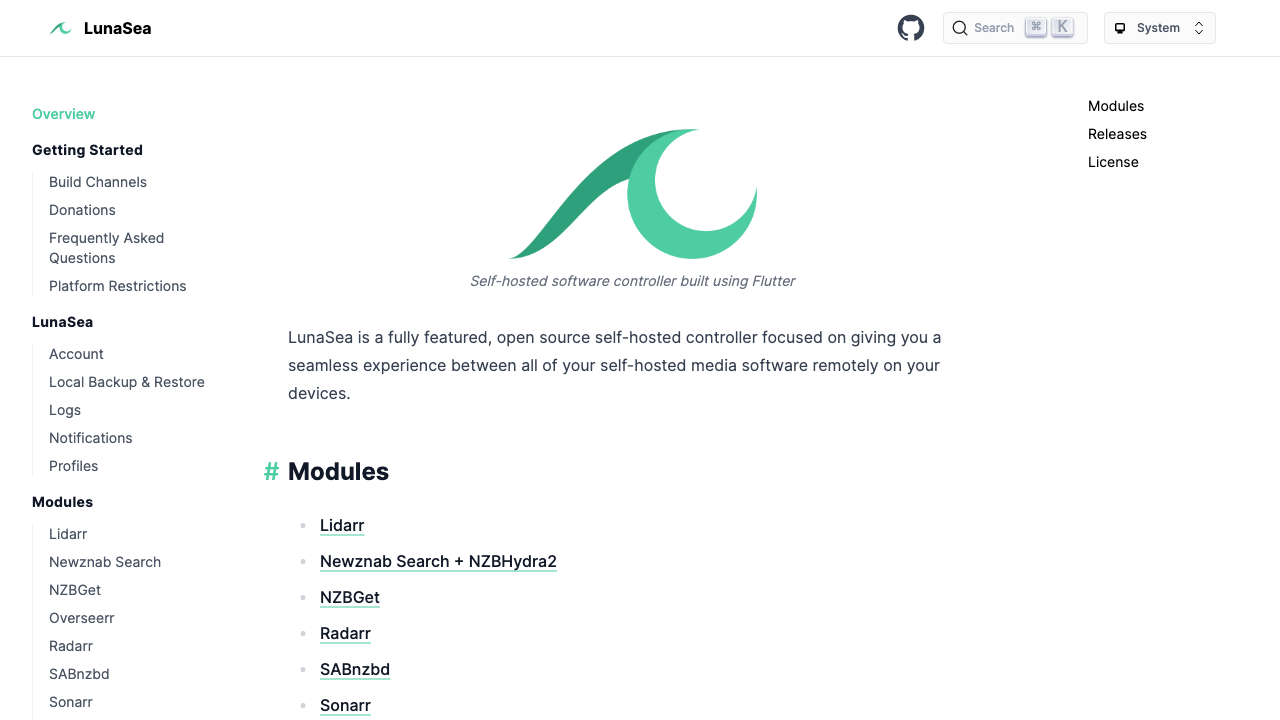 LunaSea
Search ⌘ K
System
Overview
Getting Started
Build Channels
Donations
Frequently Asked
Questions
Platform Restrictions
LunaSea
Account
Local Backup & Restore
Logs
Notifications
Profiles
Modules
Lidarr
Newznab Search
NZBGet
Overseerr
Radarr
SABnzbd
Sonarr
Self-hosted software controller built using Flutter
LunaSea is a fully featured, open source self-hosted controller focused on giving you a
seamless experience between all of your self-hosted media software remotely on your
devices.
# Modules
Lidarr
Newznab Search + NZBHydra2
NZBGet
Radarr
SABnzbd
Sonarr
Modules
Releases
License